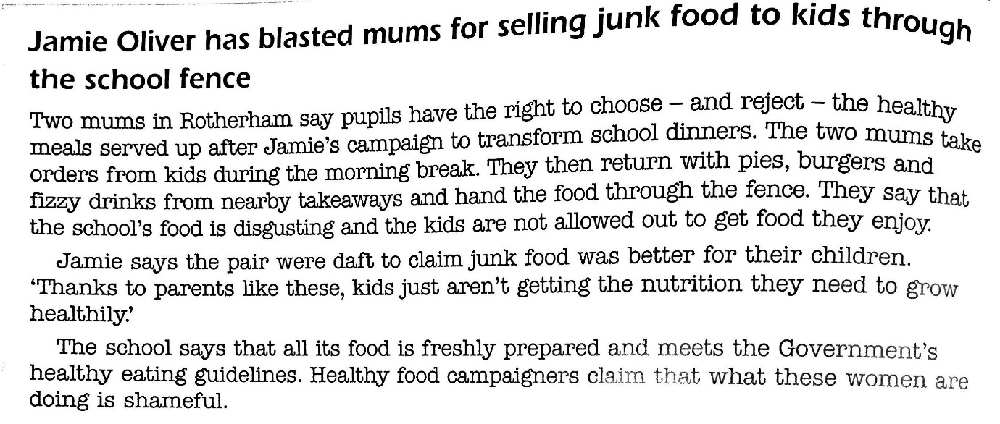 Jamie Oliver has blasted mums for selling junk food to kids through
the school fence
Two mums in Rotherham say pupils have the right to choose – and reject – the healthy
meals served up after Jamie's campaign to transform school dinners. The two mums take
orders from kids during the morning break. They then return with pies, burgers and
fizzy drinks from nearby takeaways and hand the food through the fence. They say that
the school's food is disgusting and the kids are not allowed out to get food they enjoy.
Jamie says the pair were daft to claim junk food was better for their children.
‘Thanks to parents like these, kids just aren't getting the nutrition they need to grow
healthily.’
The school says that all its food is freshly prepared and meets the Government's
healthy eating guidelines. Healthy food campaigners claim that what these women are
doing is shameful.